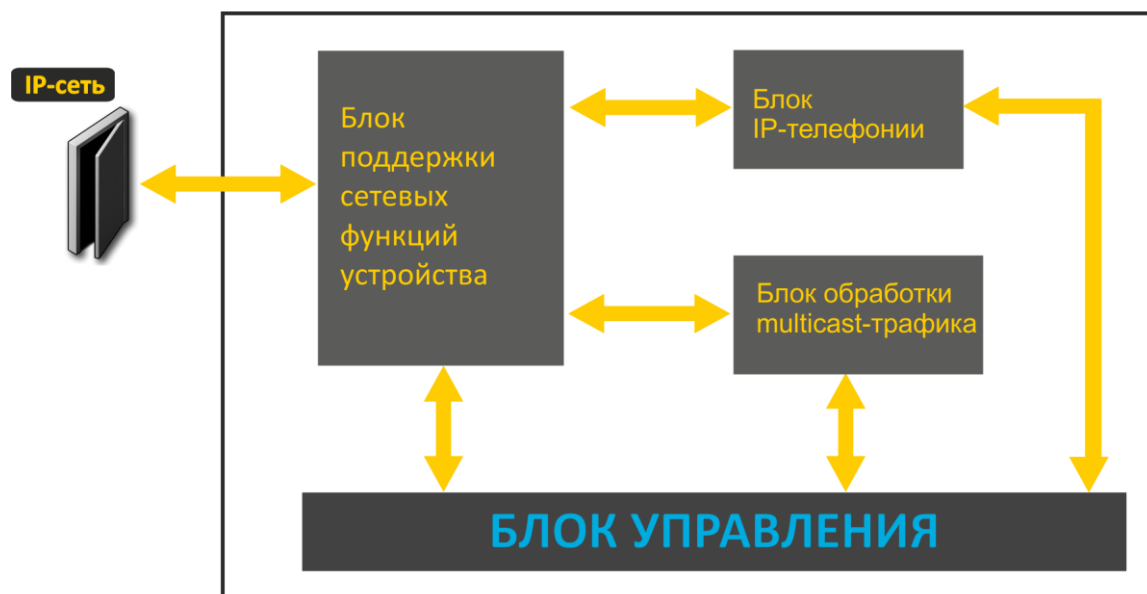 IP-сеть
Блок
поддержки
сетевых
функций
устройства
Блок
IP-телефонии
Блок обработки
multicast-трафика
БЛОК УПРАВЛЕНИЯ